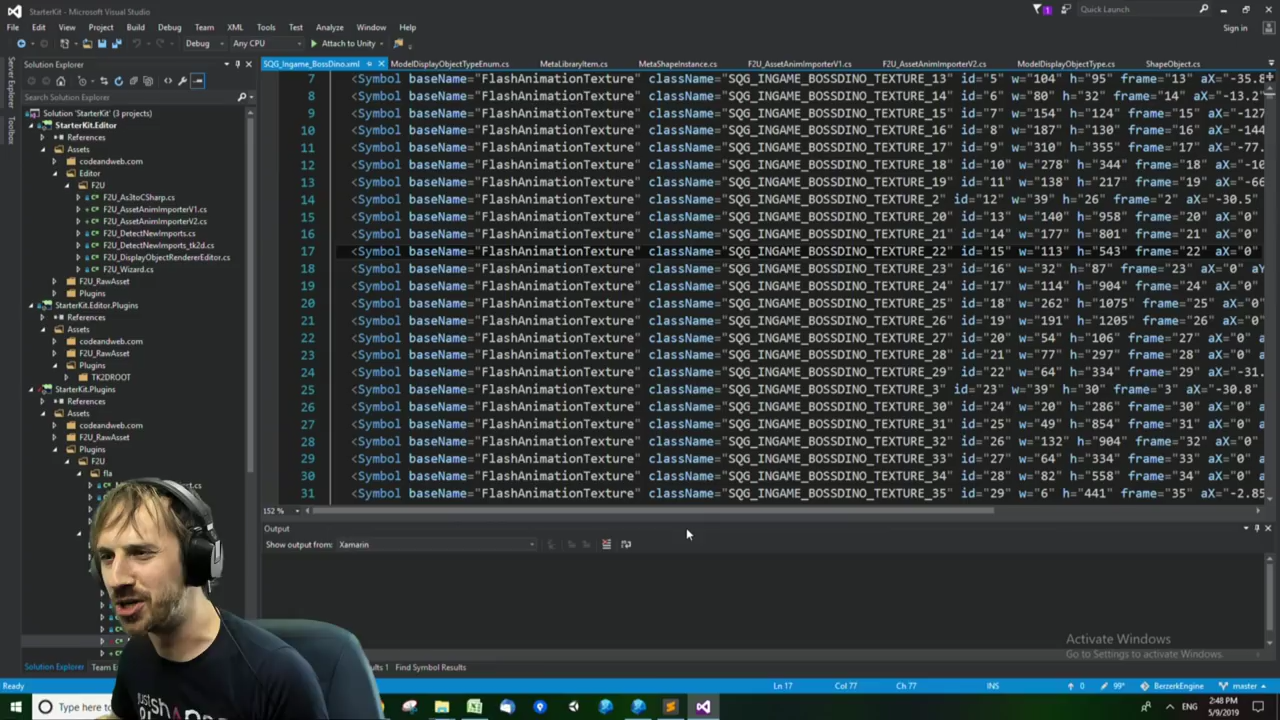 StarterKit - Microsoft Visual Studio
1
Quick Launch
File Edit View Project Build Debug Team XML Tools Test Analyze Window Help
Sign in
Debug Any CPU Attach to Unity
Solution Explorer
SQG_Ingame_BossDino.xml ModelDisplayObjectTypeEnum.cs MetaLibraryItem.cs MetaShapeInstance.cs F2U_AssetAnimImporterV1.cs F2U_AssetAnimImporterV2.cs ModelDisplayObjectType.cs ShapeObject.cs
Server Explorer
Toolbox
Search Solution Explorer
Solution 'StarterKit' (3 projects)
StarterKit.Editor
References
Assets
codeandweb.com
Editor
F2U
F2U_As3toCSharp.cs
F2U_AssetAnimImporterV1.cs
F2U_AssetAnimImporterV2.cs
F2U_DetectNewImports.cs
F2U_DetectNewImports_tk2d.cs
F2U_DisplayObjectRendererEditor.cs
F2U_Wizard.cs
F2U_RawAsset
Plugins
StarterKit.Editor.Plugins
References
Assets
codeandweb.com
F2U_RawAsset
Plugins
TK2DROOT
StarterKit.Plugins
References
Assets
codeandweb.com
F2U_RawAsset
Plugins
F2U
fla
7 <Symbol baseName="FlashAnimationTexture" className="SQG_INGAME_BOSSDINO_TEXTURE_13" id="5" w="104" h="95" frame="13" aX="-35.8
8 <Symbol baseName="FlashAnimationTexture" className="SQG_INGAME_BOSSDINO_TEXTURE_14" id="6" w="80" h="32" frame="14" aX="-13.2
9 <Symbol baseName="FlashAnimationTexture" className="SQG_INGAME_BOSSDINO_TEXTURE_15" id="7" w="154" h="124" frame="15" aX="-127
10 <Symbol baseName="FlashAnimationTexture" className="SQG_INGAME_BOSSDINO_TEXTURE_16" id="8" w="187" h="130" frame="16" aX="-144
11 <Symbol baseName="FlashAnimationTexture" className="SQG_INGAME_BOSSDINO_TEXTURE_17" id="9" w="310" h="355" frame="17" aX="-77.
12 <Symbol baseName="FlashAnimationTexture" className="SQG_INGAME_BOSSDINO_TEXTURE_18" id="10" w="278" h="344" frame="18" aX="-10
13 <Symbol baseName="FlashAnimationTexture" className="SQG_INGAME_BOSSDINO_TEXTURE_19" id="11" w="138" h="217" frame="19" aX="-66
14 <Symbol baseName="FlashAnimationTexture" className="SQG_INGAME_BOSSDINO_TEXTURE_2" id="12" w="39" h="26" frame="2" aX="-30.5"
15 <Symbol baseName="FlashAnimationTexture" className="SQG_INGAME_BOSSDINO_TEXTURE_20" id="13" w="140" h="958" frame="20" aX="0"
16 <Symbol baseName="FlashAnimationTexture" className="SQG_INGAME_BOSSDINO_TEXTURE_21" id="14" w="177" h="801" frame="21" aX="0"
17 <Symbol baseName="FlashAnimationTexture" className="SQG_INGAME_BOSSDINO_TEXTURE_22" id="15" w="113" h="543" frame="22" aX="0"
18 <Symbol baseName="FlashAnimationTexture" className="SQG_INGAME_BOSSDINO_TEXTURE_23" id="16" w="32" h="87" frame="23" aX="0" a
19 <Symbol baseName="FlashAnimationTexture" className="SQG_INGAME_BOSSDINO_TEXTURE_24" id="17" w="114" h="904" frame="24" aX="0"
20 <Symbol baseName="FlashAnimationTexture" className="SQG_INGAME_BOSSDINO_TEXTURE_25" id="18" w="262" h="1075" frame="25" aX="0
21 <Symbol baseName="FlashAnimationTexture" className="SQG_INGAME_BOSSDINO_TEXTURE_26" id="19" w="191" h="1205" frame="26" aX="0
22 <Symbol baseName="FlashAnimationTexture" className="SQG_INGAME_BOSSDINO_TEXTURE_27" id="20" w="54" h="106" frame="27" aX="0"
23 <Symbol baseName="FlashAnimationTexture" className="SQG_INGAME_BOSSDINO_TEXTURE_28" id="21" w="77" h="297" frame="28" aX="0"
24 <Symbol baseName="FlashAnimationTexture" className="SQG_INGAME_BOSSDINO_TEXTURE_29" id="22" w="64" h="334" frame="29" aX="-31.
25 <Symbol baseName="FlashAnimationTexture" className="SQG_INGAME_BOSSDINO_TEXTURE_3" id="23" w="39" h="30" frame="3" aX="-30.8"
26 <Symbol baseName="FlashAnimationTexture" className="SQG_INGAME_BOSSDINO_TEXTURE_30" id="24" w="20" h="286" frame="30" aX="0"
27 <Symbol baseName="FlashAnimationTexture" className="SQG_INGAME_BOSSDINO_TEXTURE_31" id="25" w="49" h="854" frame="31" aX="0"
28 <Symbol baseName="FlashAnimationTexture" className="SQG_INGAME_BOSSDINO_TEXTURE_32" id="26" w="132" h="904" frame="32" aX="0"
29 <Symbol baseName="FlashAnimationTexture" className="SQG_INGAME_BOSSDINO_TEXTURE_33" id="27" w="64" h="334" frame="33" aX="0"
30 <Symbol baseName="FlashAnimationTexture" className="SQG_INGAME_BOSSDINO_TEXTURE_34" id="28" w="82" h="558" frame="34" aX="0"
31 <Symbol baseName="FlashAnimationTexture" className="SQG_INGAME_BOSSDINO_TEXTURE_35" id="29" w="6" h="441" frame="35" aX="-2.85
152 %
Output
Show output from: Xamarin
Activate Windows
Go to Settings to activate Windows.
Solution Explorer Team E
1 Find Symbol Results
Ready Ln 17 Col 77 Ch 77 INS 0 99+ BerzerkEngine master
Type here to
ENG 2:48 PM
5/9/2019